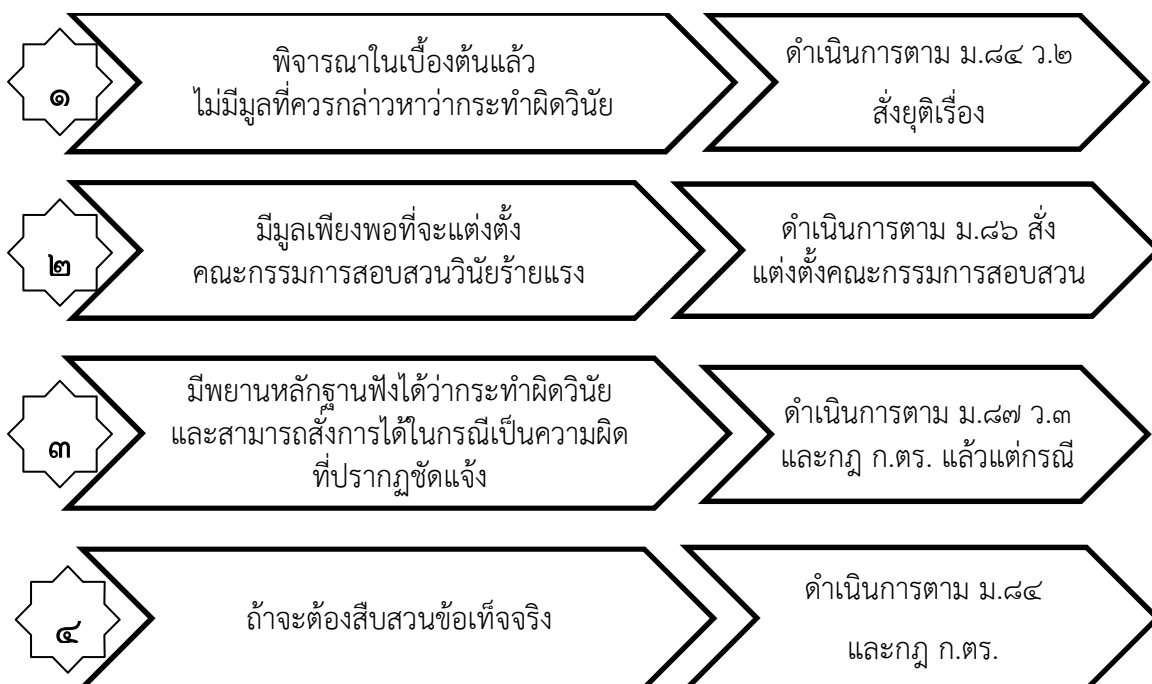 ๑
พิจารณาในเบื้องต้นแล้ว
ไม่มีมูลที่ควรกล่าวหาว่ากระทำผิดวินัย
ดำเนินการตาม ม.๘๔ ว.๒
สั่งยุติเรื่อง
๒
มีมูลเพียงพอที่จะแต่งตั้ง
คณะกรรมการสอบสวนวินัยร้ายแรง
ดำเนินการตาม ม.๘๖ สั่ง
แต่งตั้งคณะกรรมการสอบสวน
๓
มีพยานหลักฐานฟังได้ว่ากระทำผิดวินัย
และสามารถสั่งการได้ในกรณีเป็นความผิด
ที่ปรากฏชัดแจ้ง
ดำเนินการตาม ม.๘๗ ว.๓
และกฎ ก.ตร. แล้วแต่กรณี
๔
ถ้าจะต้องสืบสวนข้อเท็จจริง
ดำเนินการตาม ม.๘๔
และกฎ ก.ตร.